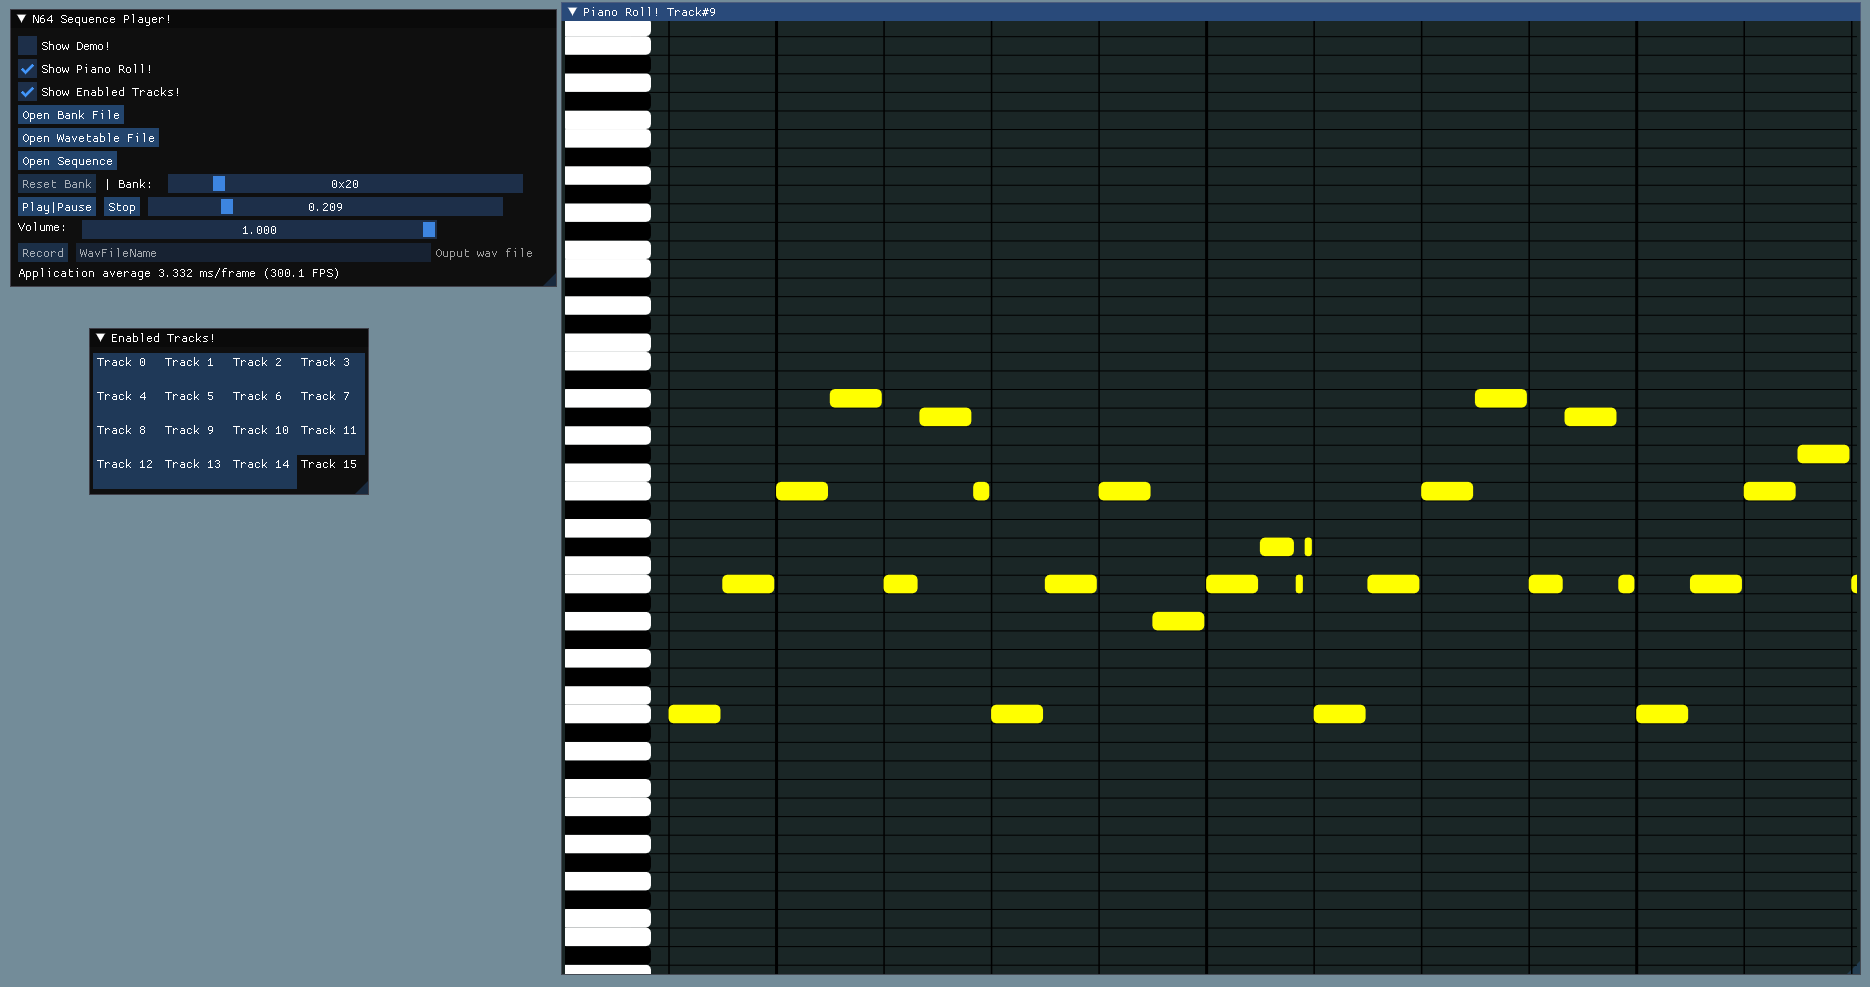 N64 Sequence Player!
Show Demo!
Show Piano Roll!
Show Enabled Tracks!
Open Bank File
Open Wavetable File
Open Sequence
Reset Bank | Bank: 0x20
Play|Pause Stop 0.209
Volume: 1.000
Record WavFileName Ouput wav file
Application average 3.332 ms/frame (300.1 FPS)
Enabled Tracks!
Track 0 Track 1 Track 2 Track 3
Track 4 Track 5 Track 6 Track 7
Track 8 Track 9 Track 10 Track 11
Track 12 Track 13 Track 14 Track 15
Piano Roll! Track#9